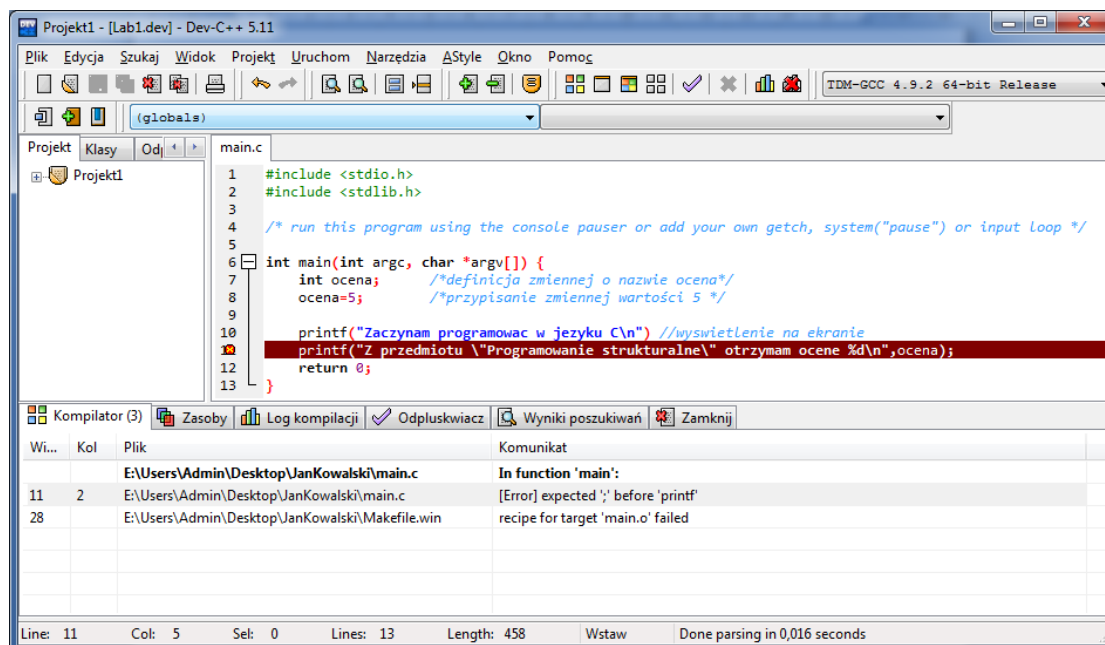 Projekt1 - [Lab1.dev] - Dev-C++ 5.11
Plik Edycja Szukaj Widok Projekt Uruchom Narzędzia AStyle Okno Pomoc
TDM-GCC 4.9.2 64-bit Release
(globals)
Projekt Klasy Odp
main.c
Projekt1
1 #include <stdio.h>
2 #include <stdlib.h>
3
4 /* run this program using the console pauser or add your own getch, system("pause") or input loop */
5
6 int main(int argc, char *argv[]) {
7 int ocena; /*definicja zmiennej o nazwie ocena*/
8 ocena=5; /*przypisanie zmiennej wartości 5 */
9
10 printf("Zaczynam programowac w jezyku C\n") //wyswietlenie na ekranie
printf("Z przedmiotu \"Programowanie strukturalne\" otrzymam ocene %d\n",ocena);
12 return 0;
13 }
Kompilator (3) Zasoby Log kompilacji Odpluskwiacz Wyniki poszukiwań Zamknij
Wi... Kol Plik Komunikat
E:\Users\Admin\Desktop\JanKowalski\main.c In function 'main':
11 2 E:\Users\Admin\Desktop\JanKowalski\main.c [Error] expected ';' before 'printf'
28 E:\Users\Admin\Desktop\JanKowalski\Makefile.win recipe for target 'main.o' failed
Line: 11 Col: 5 Sel: 0 Lines: 13 Length: 458 Wstaw Done parsing in 0,016 seconds